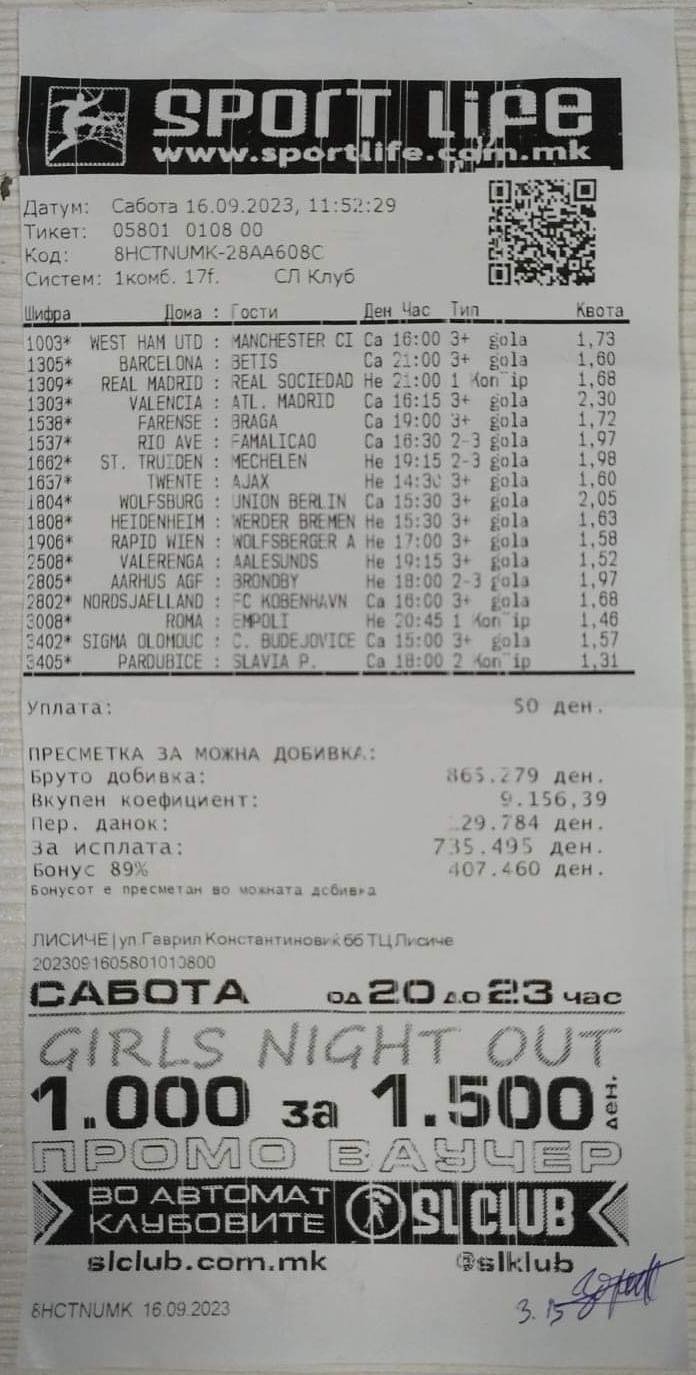 SPORT LIFE
www.sportlife.com.mk
Датум: Сабота 16.09.2023, 11:52:29
Тикет: 05801 0108 00
Код: 8HCTNUMK-28AA608C
Систем: 1комб. 17f. СЛ Клуб
Шифра Дома : Гости Ден Час Тип Квота
1003* WEST HAM UTD : MANCHESTER CI Са 16:00 3+ gola 1,73
1305* BARCELONA : BETIS Са 21:00 3+ gola 1,60
1309* REAL MADRID : REAL SOCIEDAD Не 21:00 1 Kon tip 1,68
1303* VALENCIA : ATL. MADRID Са 16:15 3+ gola 2,30
1538* FARENSE : BRAGA Са 19:00 3+ gola 1,72
1537* RIO AVE : FAMALICAO Са 16:30 2-3 gola 1,97
1662* ST. TRUIDEN : MECHELEN Не 19:15 2-3 gola 1,98
1637* TWENTE : AJAX Не 14:30 3+ gola 1,60
1804* WOLFSBURG : UNION BERLIN Са 15:30 3+ gola 2,05
1808* HEIDENHEIM : WERDER BREMEN Не 15:30 3+ gola 1,63
1906* RAPID WIEN : WOLFSBERGER A Не 17:00 3+ gola 1,58
2508* VALERENGA : AALESUNDS Не 19:15 3+ gola 1,52
2805* AARHUS AGF : BRONDBY Не 18:00 2-3 gola 1,97
2802* NORDSJAELLAND : FC KOBENHAVN Са 16:00 3+ gola 1,68
3008* ROMA : EMPOLI Не 20:45 1 Kon tip 1,46
3402* SIGMA OLOMOUC : C. BUDEJOVICE Са 15:00 3+ gola 1,57
3405* PARDUBICE : SLAVIA P. Са 18:00 2 Kon tip 1,31
Уплата: 50 ден.
ПРЕСМЕТКА ЗА МОЖНА ДОБИВКА:
Бруто добивка: 865.279 ден.
Вкупен коефициент: 9.156,39
Пер. данок: 129.784 ден.
За исплата: 735.495 ден.
Бонус 89% 407.460 ден.
Бонусот е пресметан во можната добивка
ЛИСИЧЕ|ул.Гаврил Константиновиќ бб ТЦ Лисиче
2023091605801010800
САБОТА од 20 до 23 час
GIRLS NIGHT OUT
1.000 за 1.500 ден.
ПРОМО ВАУЧЕР
ВО АВТОМАТ
КЛУБОВИТЕ SL CLUB
slclub.com.mk @slklub
8HCTNUMK 16.09.2023
3. 15